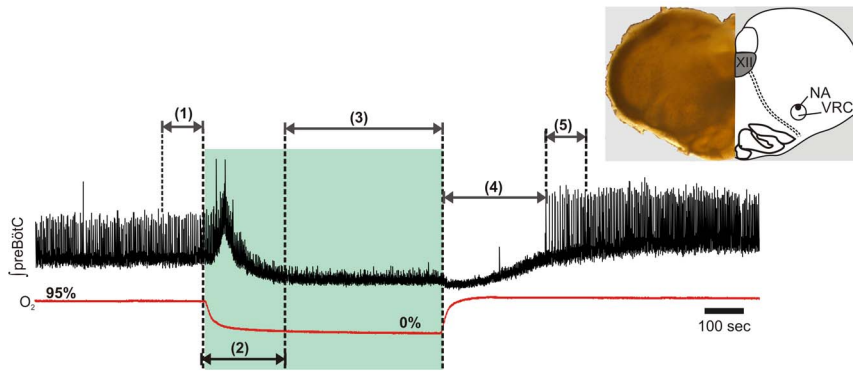 XII
NA
VRC
(1)
(3)
(5)
(4)
∫preBötC
95%
O₂
0%
(2)
100 sec